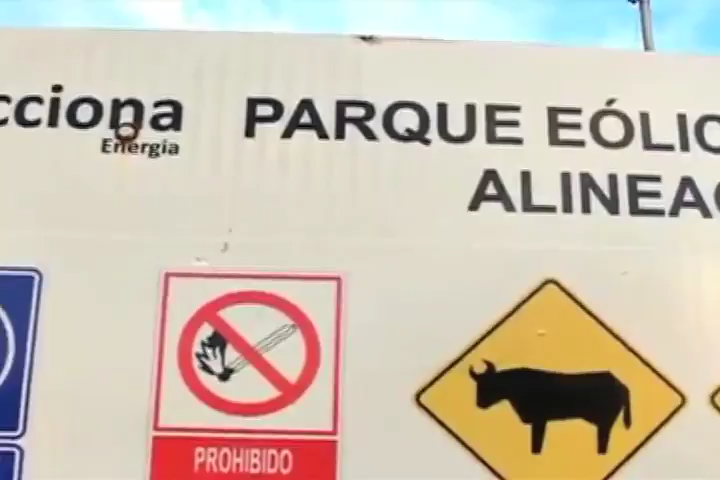 cciona
Energia
PARQUE EÓLIC
ALINEAC
PROHIBIDO